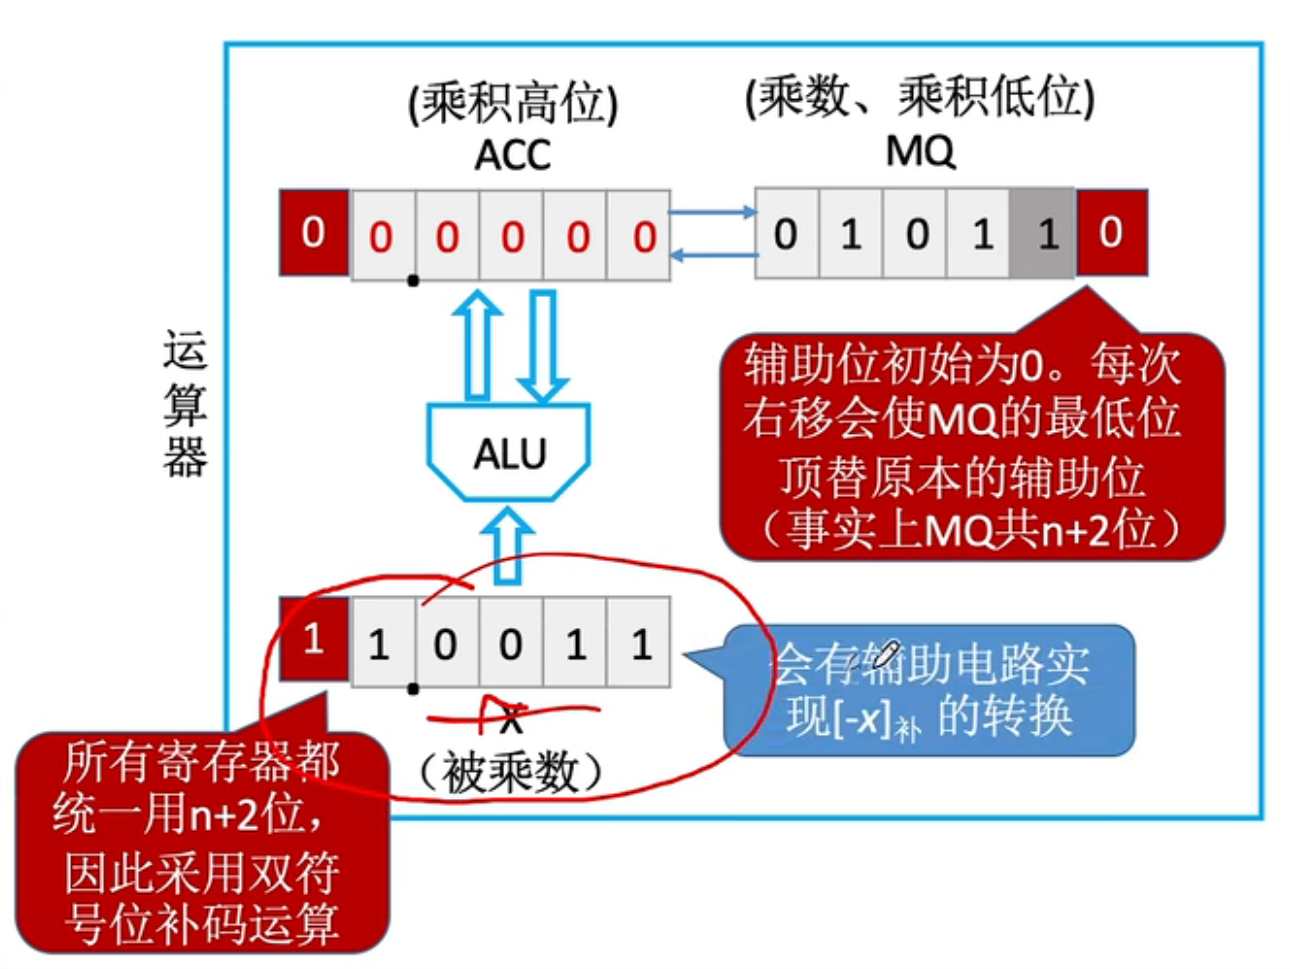 (乘积高位)
ACC
(乘数、乘积低位)
MQ
0 0 0 0 0 0
0 1 0 1 1 0
运算器
ALU
辅助位初始为0。每次
右移会使MQ的最低位
顶替原本的辅助位
（事实上MQ共n+2位）
1 1 0 0 1 1
X
（被乘数）
会有辅助电路实
现[-x]补 的转换
所有寄存器都
统一用n+2位，
因此采用双符
号位补码运算